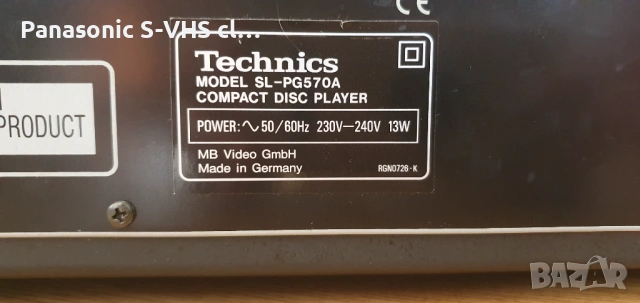 Panasonic S-VHS cl...
CE
Technics
MODEL SL-PG570A
COMPACT DISC PLAYER
POWER: ∿ 50/60Hz 230V—240V 13W
MB Video GmbH
Made in Germany
RGN0726-K
PRODUCT
BAZAR